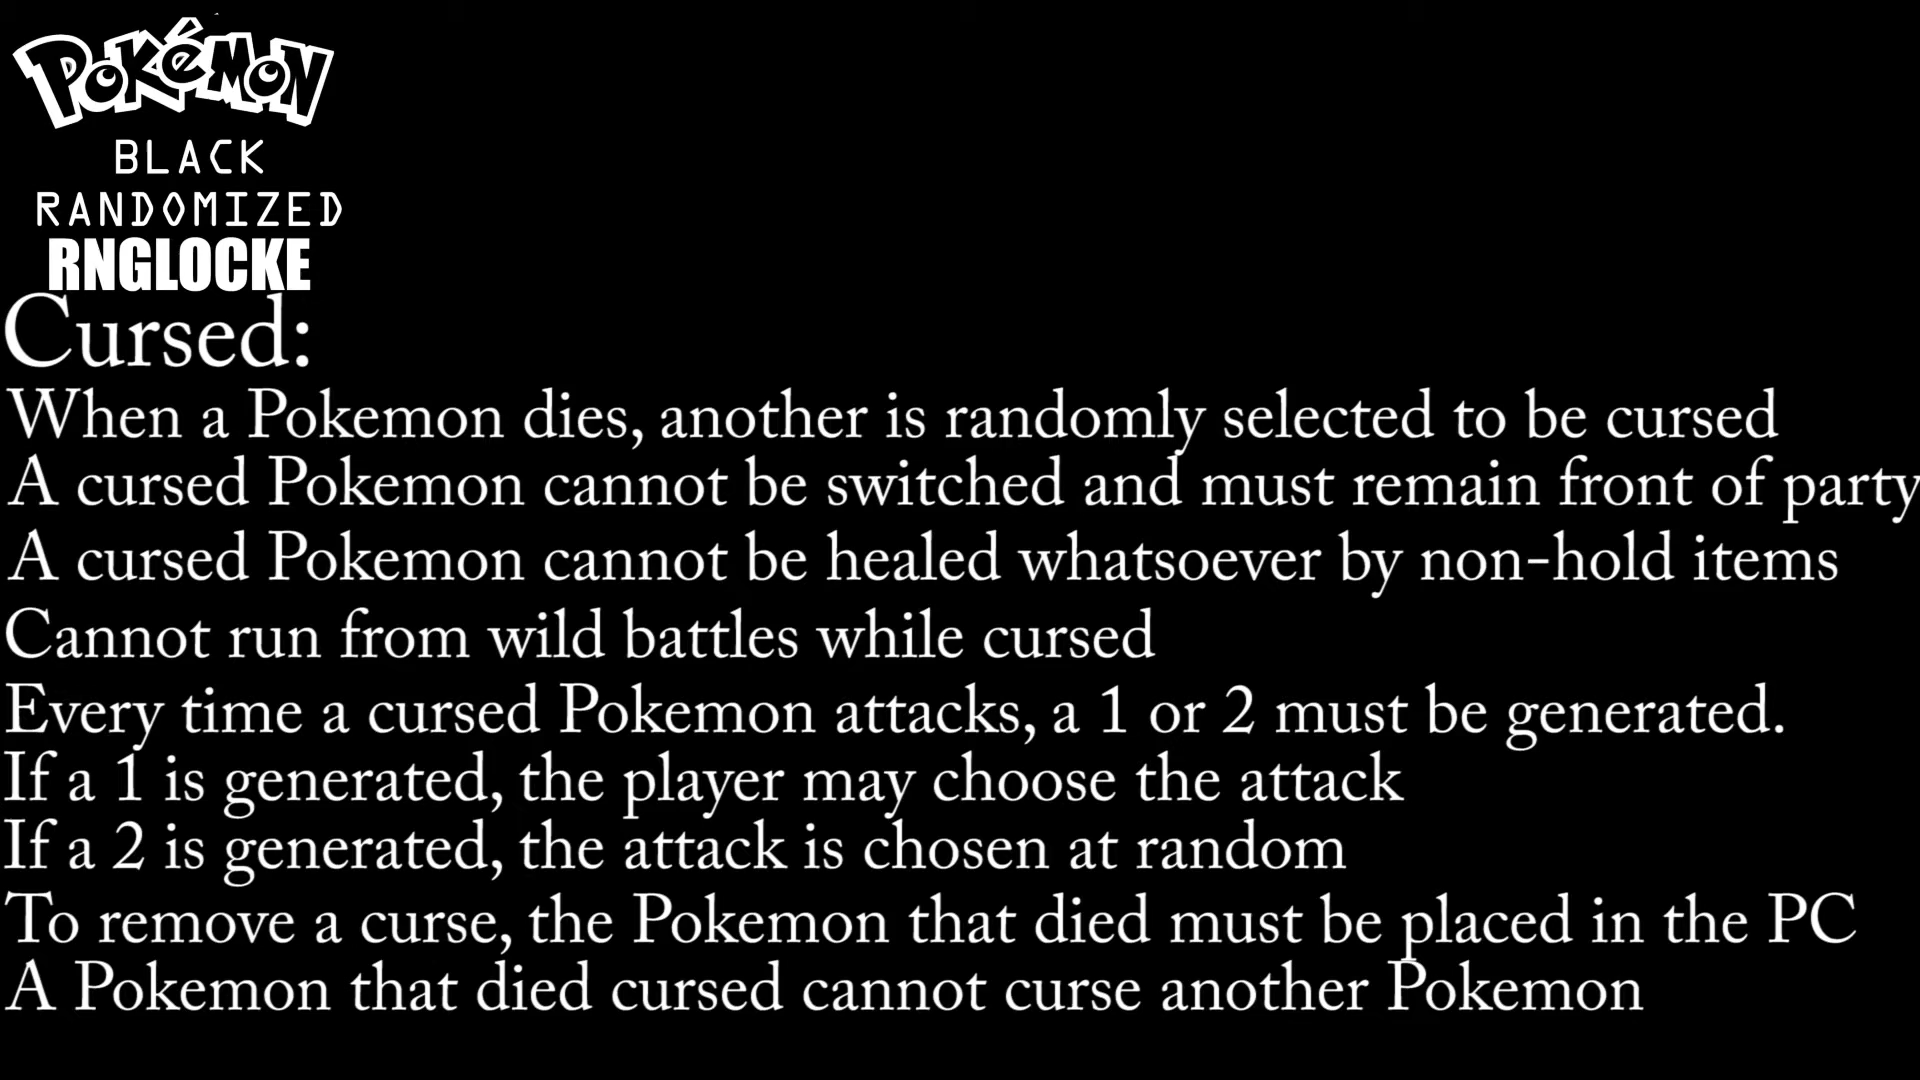 Pokémon
BLACK
RANDOMIZED
RNGLOCKE
Cursed:
When a Pokemon dies, another is randomly selected to be cursed
A cursed Pokemon cannot be switched and must remain front of party
A cursed Pokemon cannot be healed whatsoever by non-hold items
Cannot run from wild battles while cursed
Every time a cursed Pokemon attacks, a 1 or 2 must be generated.
If a 1 is generated, the player may choose the attack
If a 2 is generated, the attack is chosen at random
To remove a curse, the Pokemon that died must be placed in the PC
A Pokemon that died cursed cannot curse another Pokemon